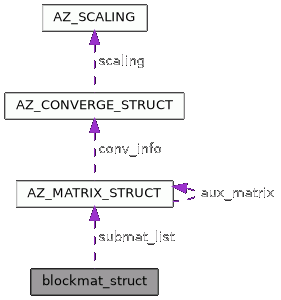 AZ_SCALING
scaling
AZ_CONVERGE_STRUCT
conv_info
AZ_MATRIX_STRUCT
aux_matrix
submat_list
blockmat_struct